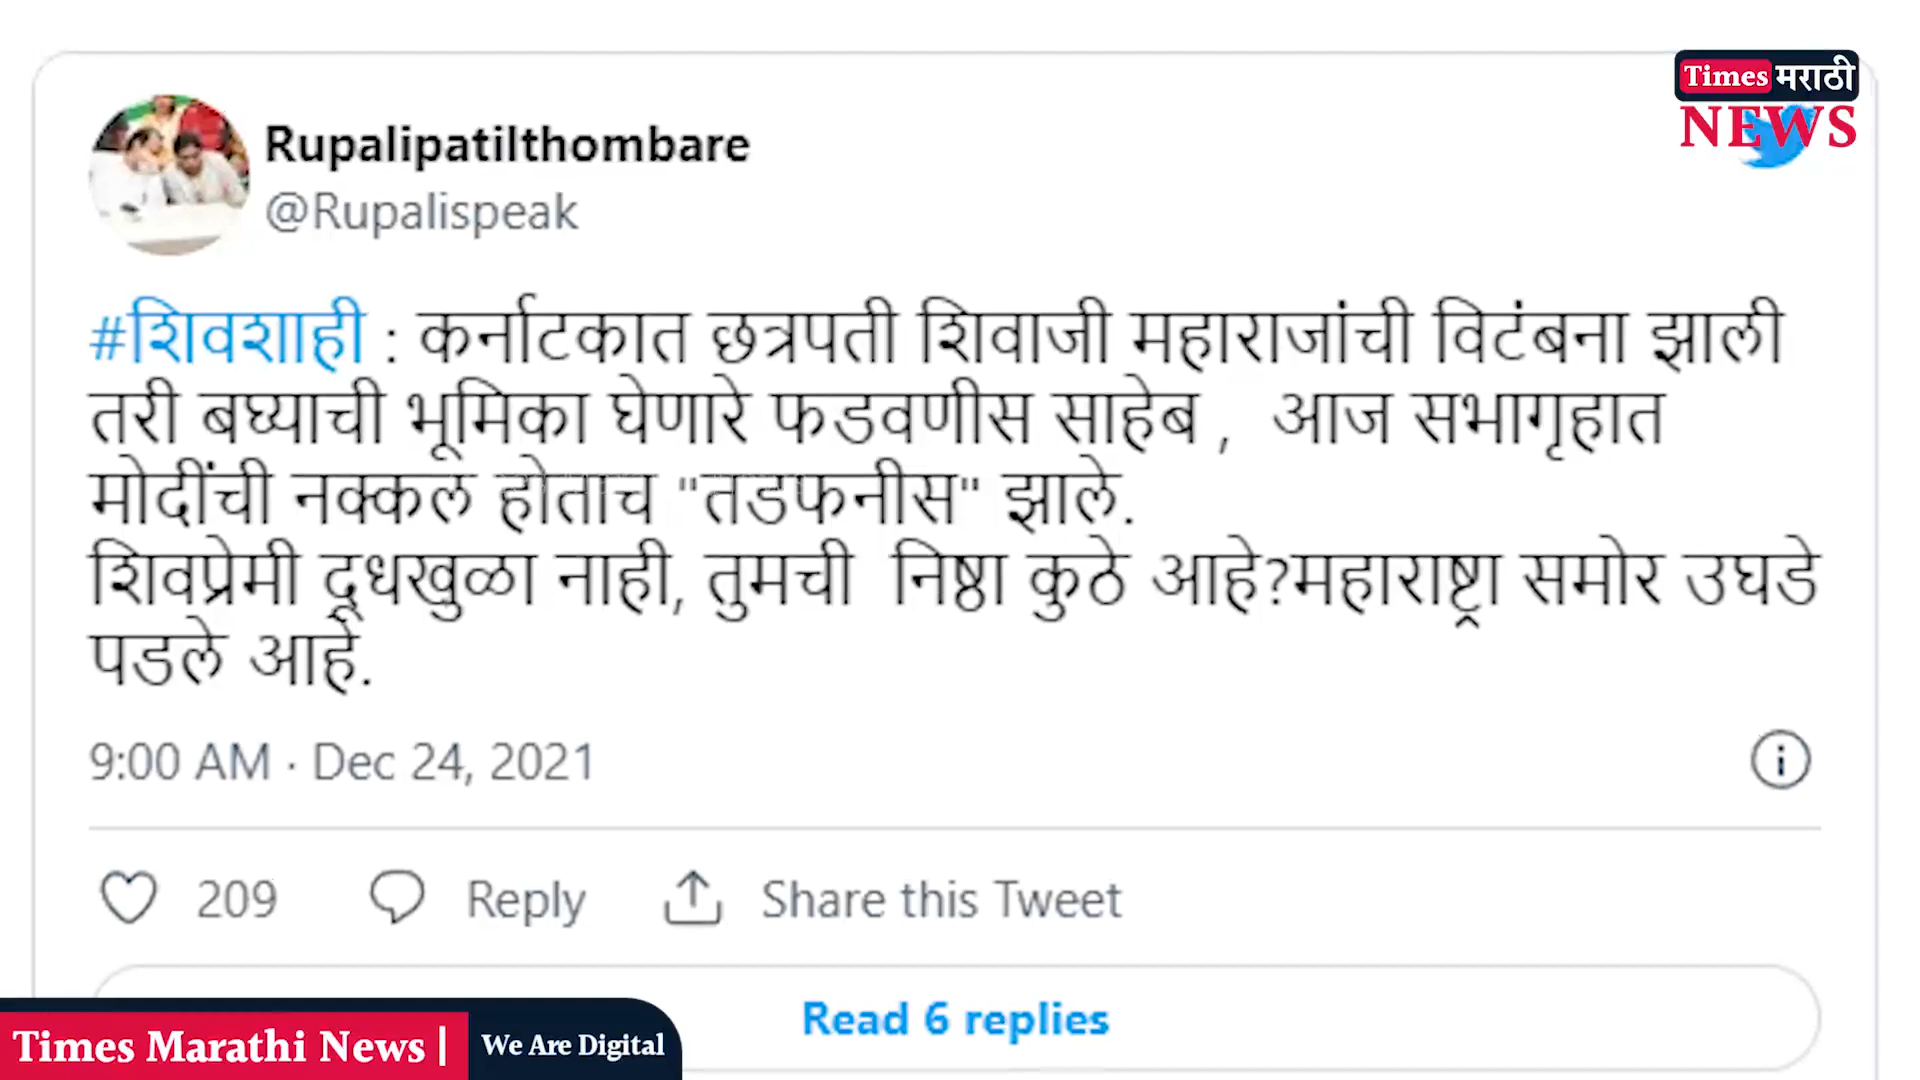 Times मराठी
NEWS
Rupalipatilthombare
@Rupalispeak
#शिवशाही : कर्नाटकात छत्रपती शिवाजी महाराजांची विटंबना झाली
तरी बघ्याची भूमिका घेणारे फडवणीस साहेब , आज सभागृहात
मोदींची नक्कल होताच "तडफनीस" झाले.
शिवप्रेमी दूधखुळा नाही, तुमची निष्ठा कुठे आहे?महाराष्ट्रा समोर उघडे
पडले आहे.
9:00 AM · Dec 24, 2021
209 Reply Share this Tweet
Read 6 replies
Times Marathi News | We Are Digital